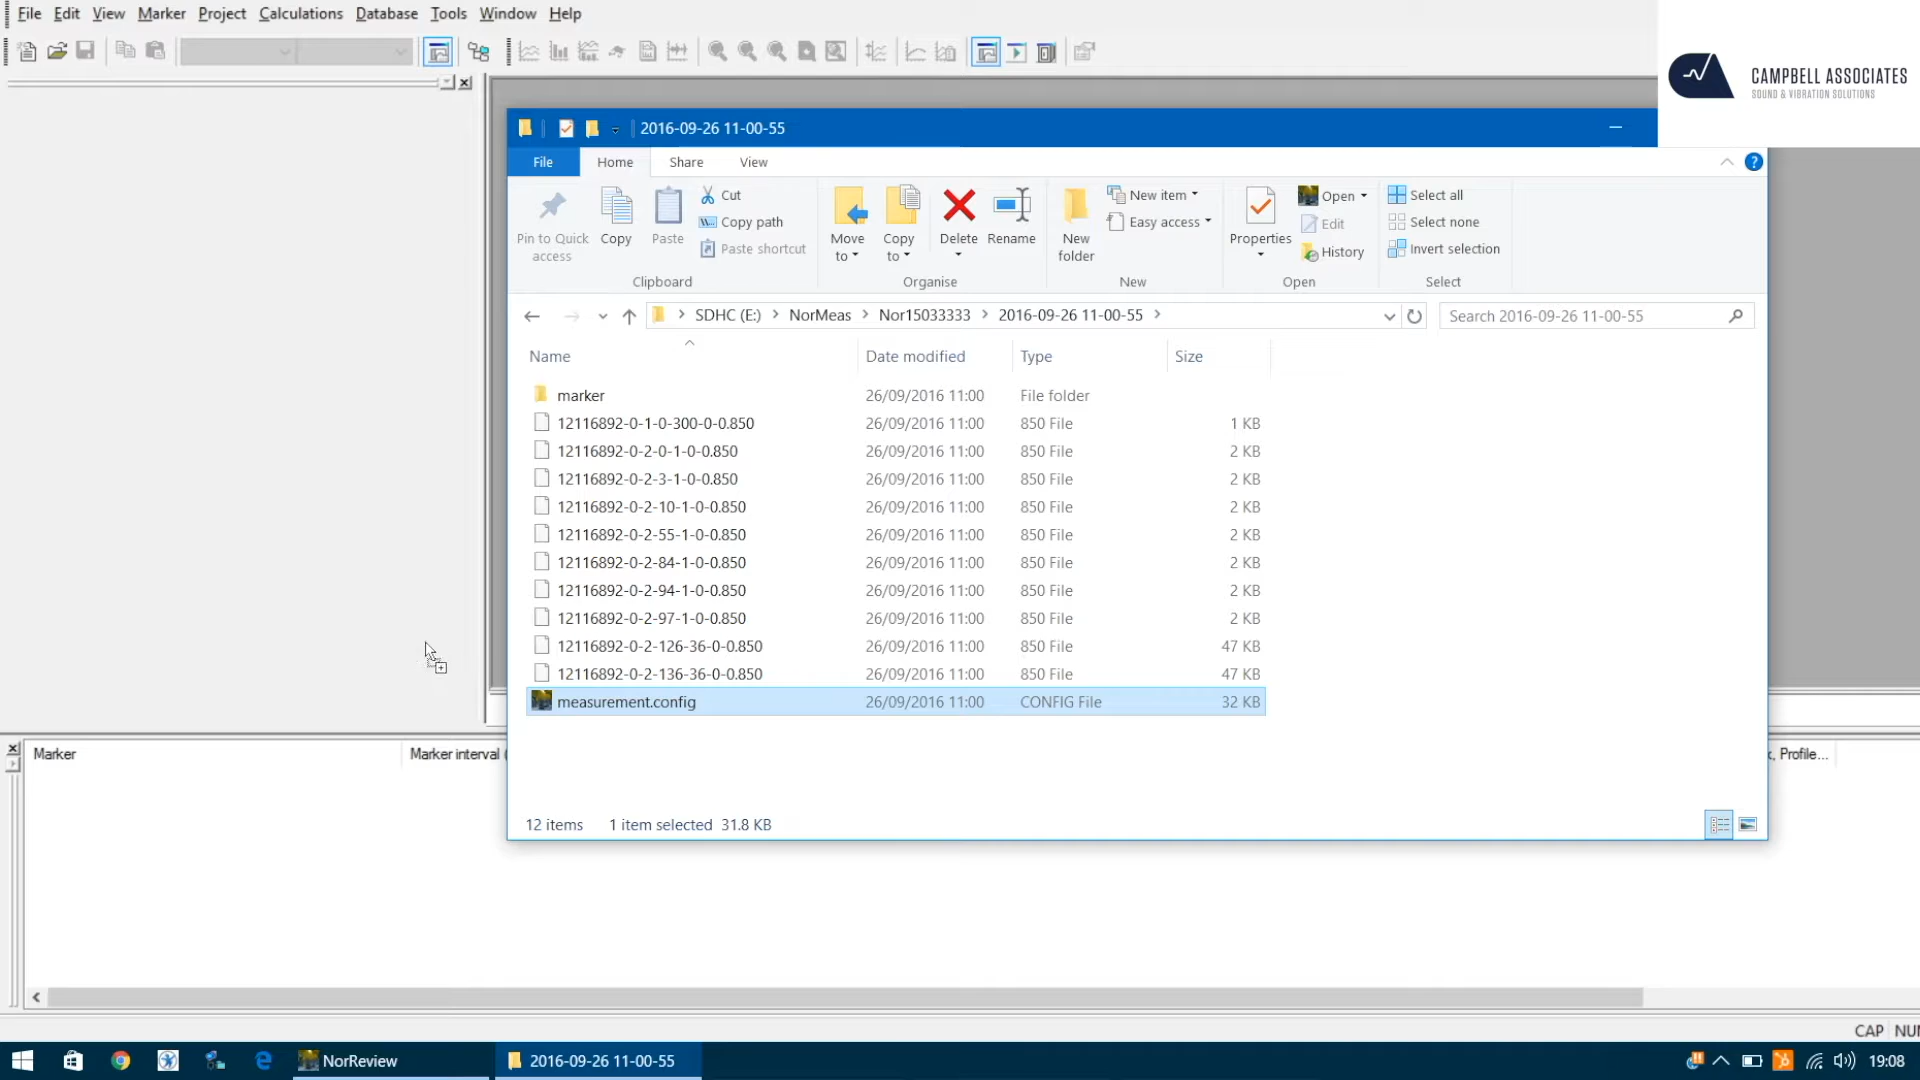 File Edit View Marker Project Calculations Database Tools Window Help
CAMPBELL ASSOCIATES
SOUND & VIBRATION SOLUTIONS
2016-09-26 11-00-55
File Home Share View
Pin to Quick access
Copy
Paste
Cut
Copy path
Paste shortcut
Clipboard
Move to
Copy to
Delete
Rename
Organise
New folder
New item
Easy access
New
Properties
Open
Edit
History
Open
Select all
Select none
Invert selection
Select
SDHC (E:) NorMeas Nor15033333 2016-09-26 11-00-55
Search 2016-09-26 11-00-55
Name Date modified Type Size
marker 26/09/2016 11:00 File folder
12116892-0-1-0-300-0-0.850 26/09/2016 11:00 850 File 1 KB
12116892-0-2-0-1-0-0.850 26/09/2016 11:00 850 File 2 KB
12116892-0-2-3-1-0-0.850 26/09/2016 11:00 850 File 2 KB
12116892-0-2-10-1-0-0.850 26/09/2016 11:00 850 File 2 KB
12116892-0-2-55-1-0-0.850 26/09/2016 11:00 850 File 2 KB
12116892-0-2-84-1-0-0.850 26/09/2016 11:00 850 File 2 KB
12116892-0-2-94-1-0-0.850 26/09/2016 11:00 850 File 2 KB
12116892-0-2-97-1-0-0.850 26/09/2016 11:00 850 File 2 KB
12116892-0-2-126-36-0-0.850 26/09/2016 11:00 850 File 47 KB
12116892-0-2-136-36-0-0.850 26/09/2016 11:00 850 File 47 KB
measurement.config 26/09/2016 11:00 CONFIG File 32 KB
Marker Marker interval ( , Profile...
12 items 1 item selected 31.8 KB
CAP NU
NorReview 2016-09-26 11-00-55 19:08